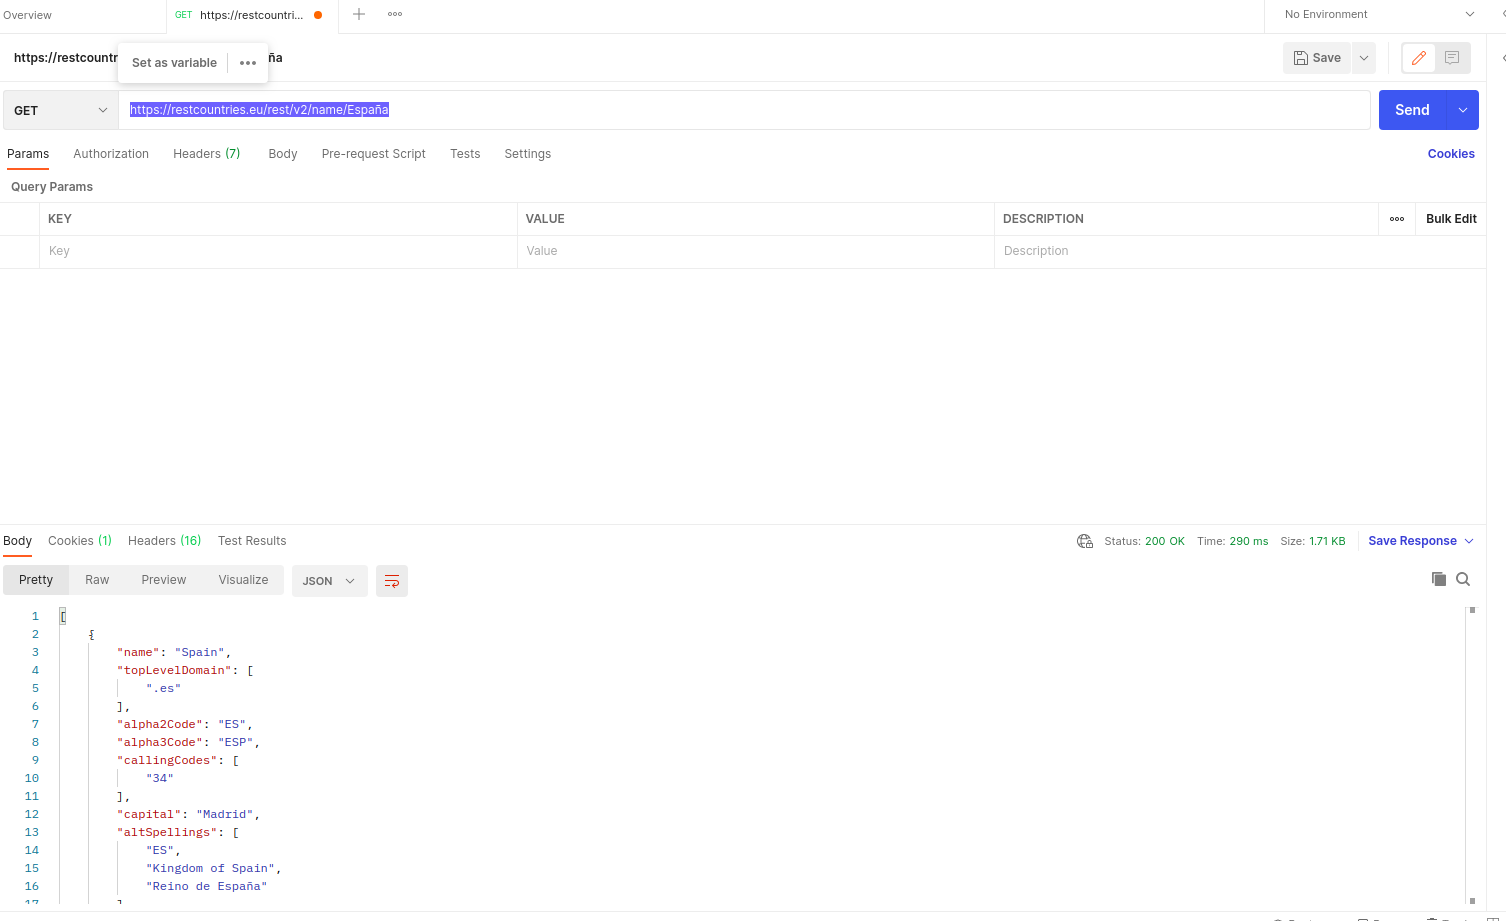 Overview
GET https://restcountri...
No Environment
https://restcountr
ña
Set as variable
Save
GET
https://restcountries.eu/rest/v2/name/España
Send
Params Authorization Headers (7) Body Pre-request Script Tests Settings Cookies
Query Params
KEY VALUE DESCRIPTION Bulk Edit
Key Value Description
Body Cookies (1) Headers (16) Test Results Status: 200 OK Time: 290 ms Size: 1.71 KB Save Response
Pretty Raw Preview Visualize JSON
1 [
2 {
3 "name": "Spain",
4 "topLevelDomain": [
5 ".es"
6 ],
7 "alpha2Code": "ES",
8 "alpha3Code": "ESP",
9 "callingCodes": [
10 "34"
11 ],
12 "capital": "Madrid",
13 "altSpellings": [
14 "ES",
15 "Kingdom of Spain",
16 "Reino de España"
17 ]